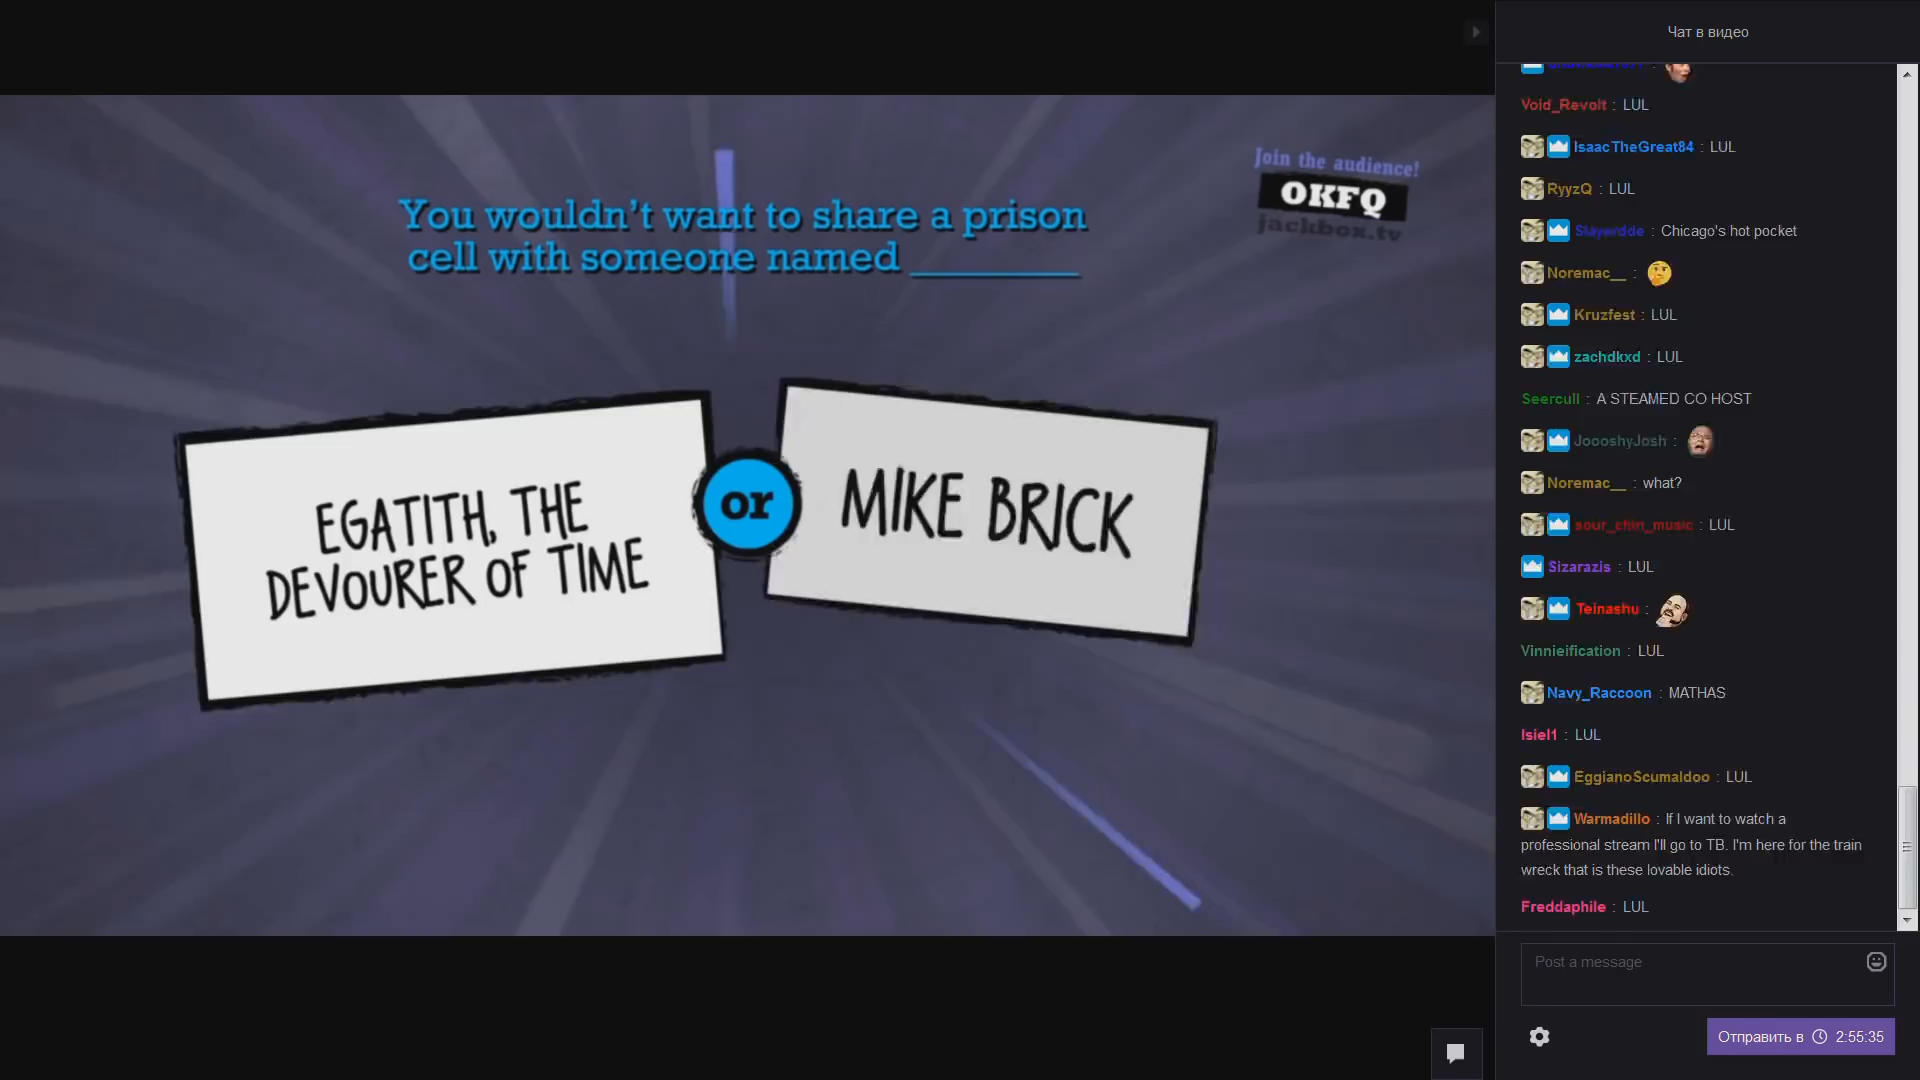 You wouldn't want to share a prison
cell with someone named ________
Join the audience!
OKFQ
jackbox.tv
EGATITH, THE
DEVOURER OF TIME
or
MIKE BRICK
Чат в видео
Void_Revolt : LUL
IsaacTheGreat84 : LUL
RyyzQ : LUL
Slayerdde : Chicago's hot pocket
Noremac__ :
Kruzfest : LUL
zachdkxd : LUL
Seercull : A STEAMED CO HOST
JoooshyJosh :
Noremac__ : what?
sour_chin_music : LUL
Sizarazis : LUL
Teinashu :
Vinnieification : LUL
Navy_Raccoon : MATHAS
Isiel1 : LUL
EggianoScumaldoo : LUL
Warmadillo : If I want to watch a
professional stream I'll go to TB. I'm here for the train
wreck that is these lovable idiots.
Freddaphile : LUL
Post a message
Отправить в 2:55:35